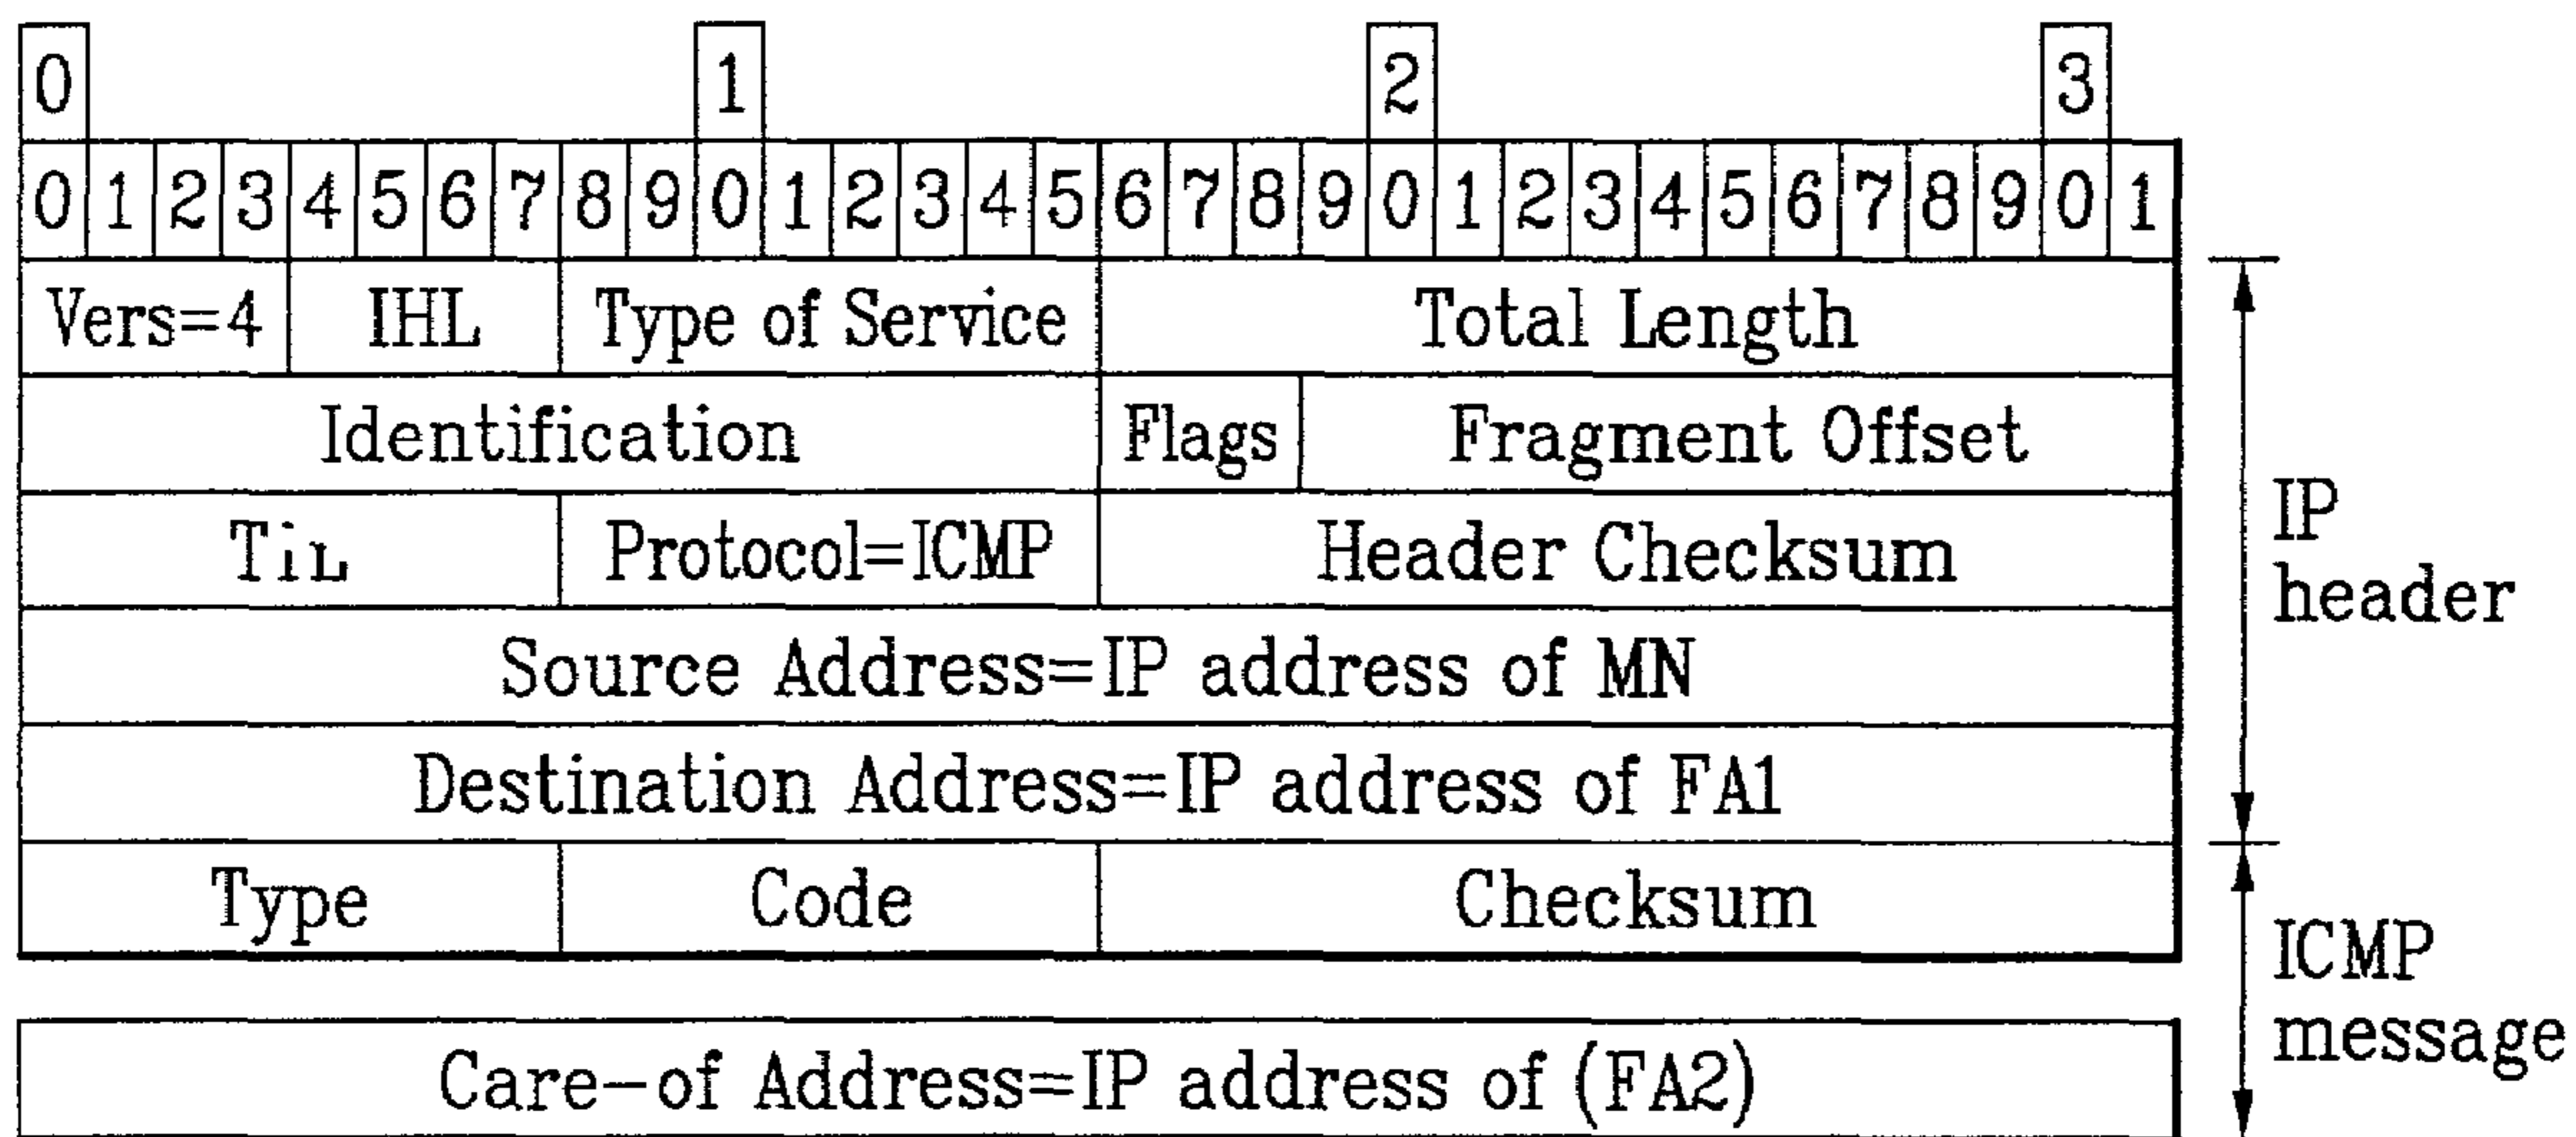 0 1 2 3
0 1 2 3 4 5 6 7 8 9 0 1 2 3 4 5 6 7 8 9 0 1 2 3 4 5 6 7 8 9 0 1
Vers=4 IHL Type of Service Total Length
Identification Flags Fragment Offset
TiL Protocol=ICMP Header Checksum
Source Address=IP address of MN
Destination Address=IP address of FA1
IP
header
Type Code Checksum
Care-of Address=IP address of (FA2)
ICMP
message